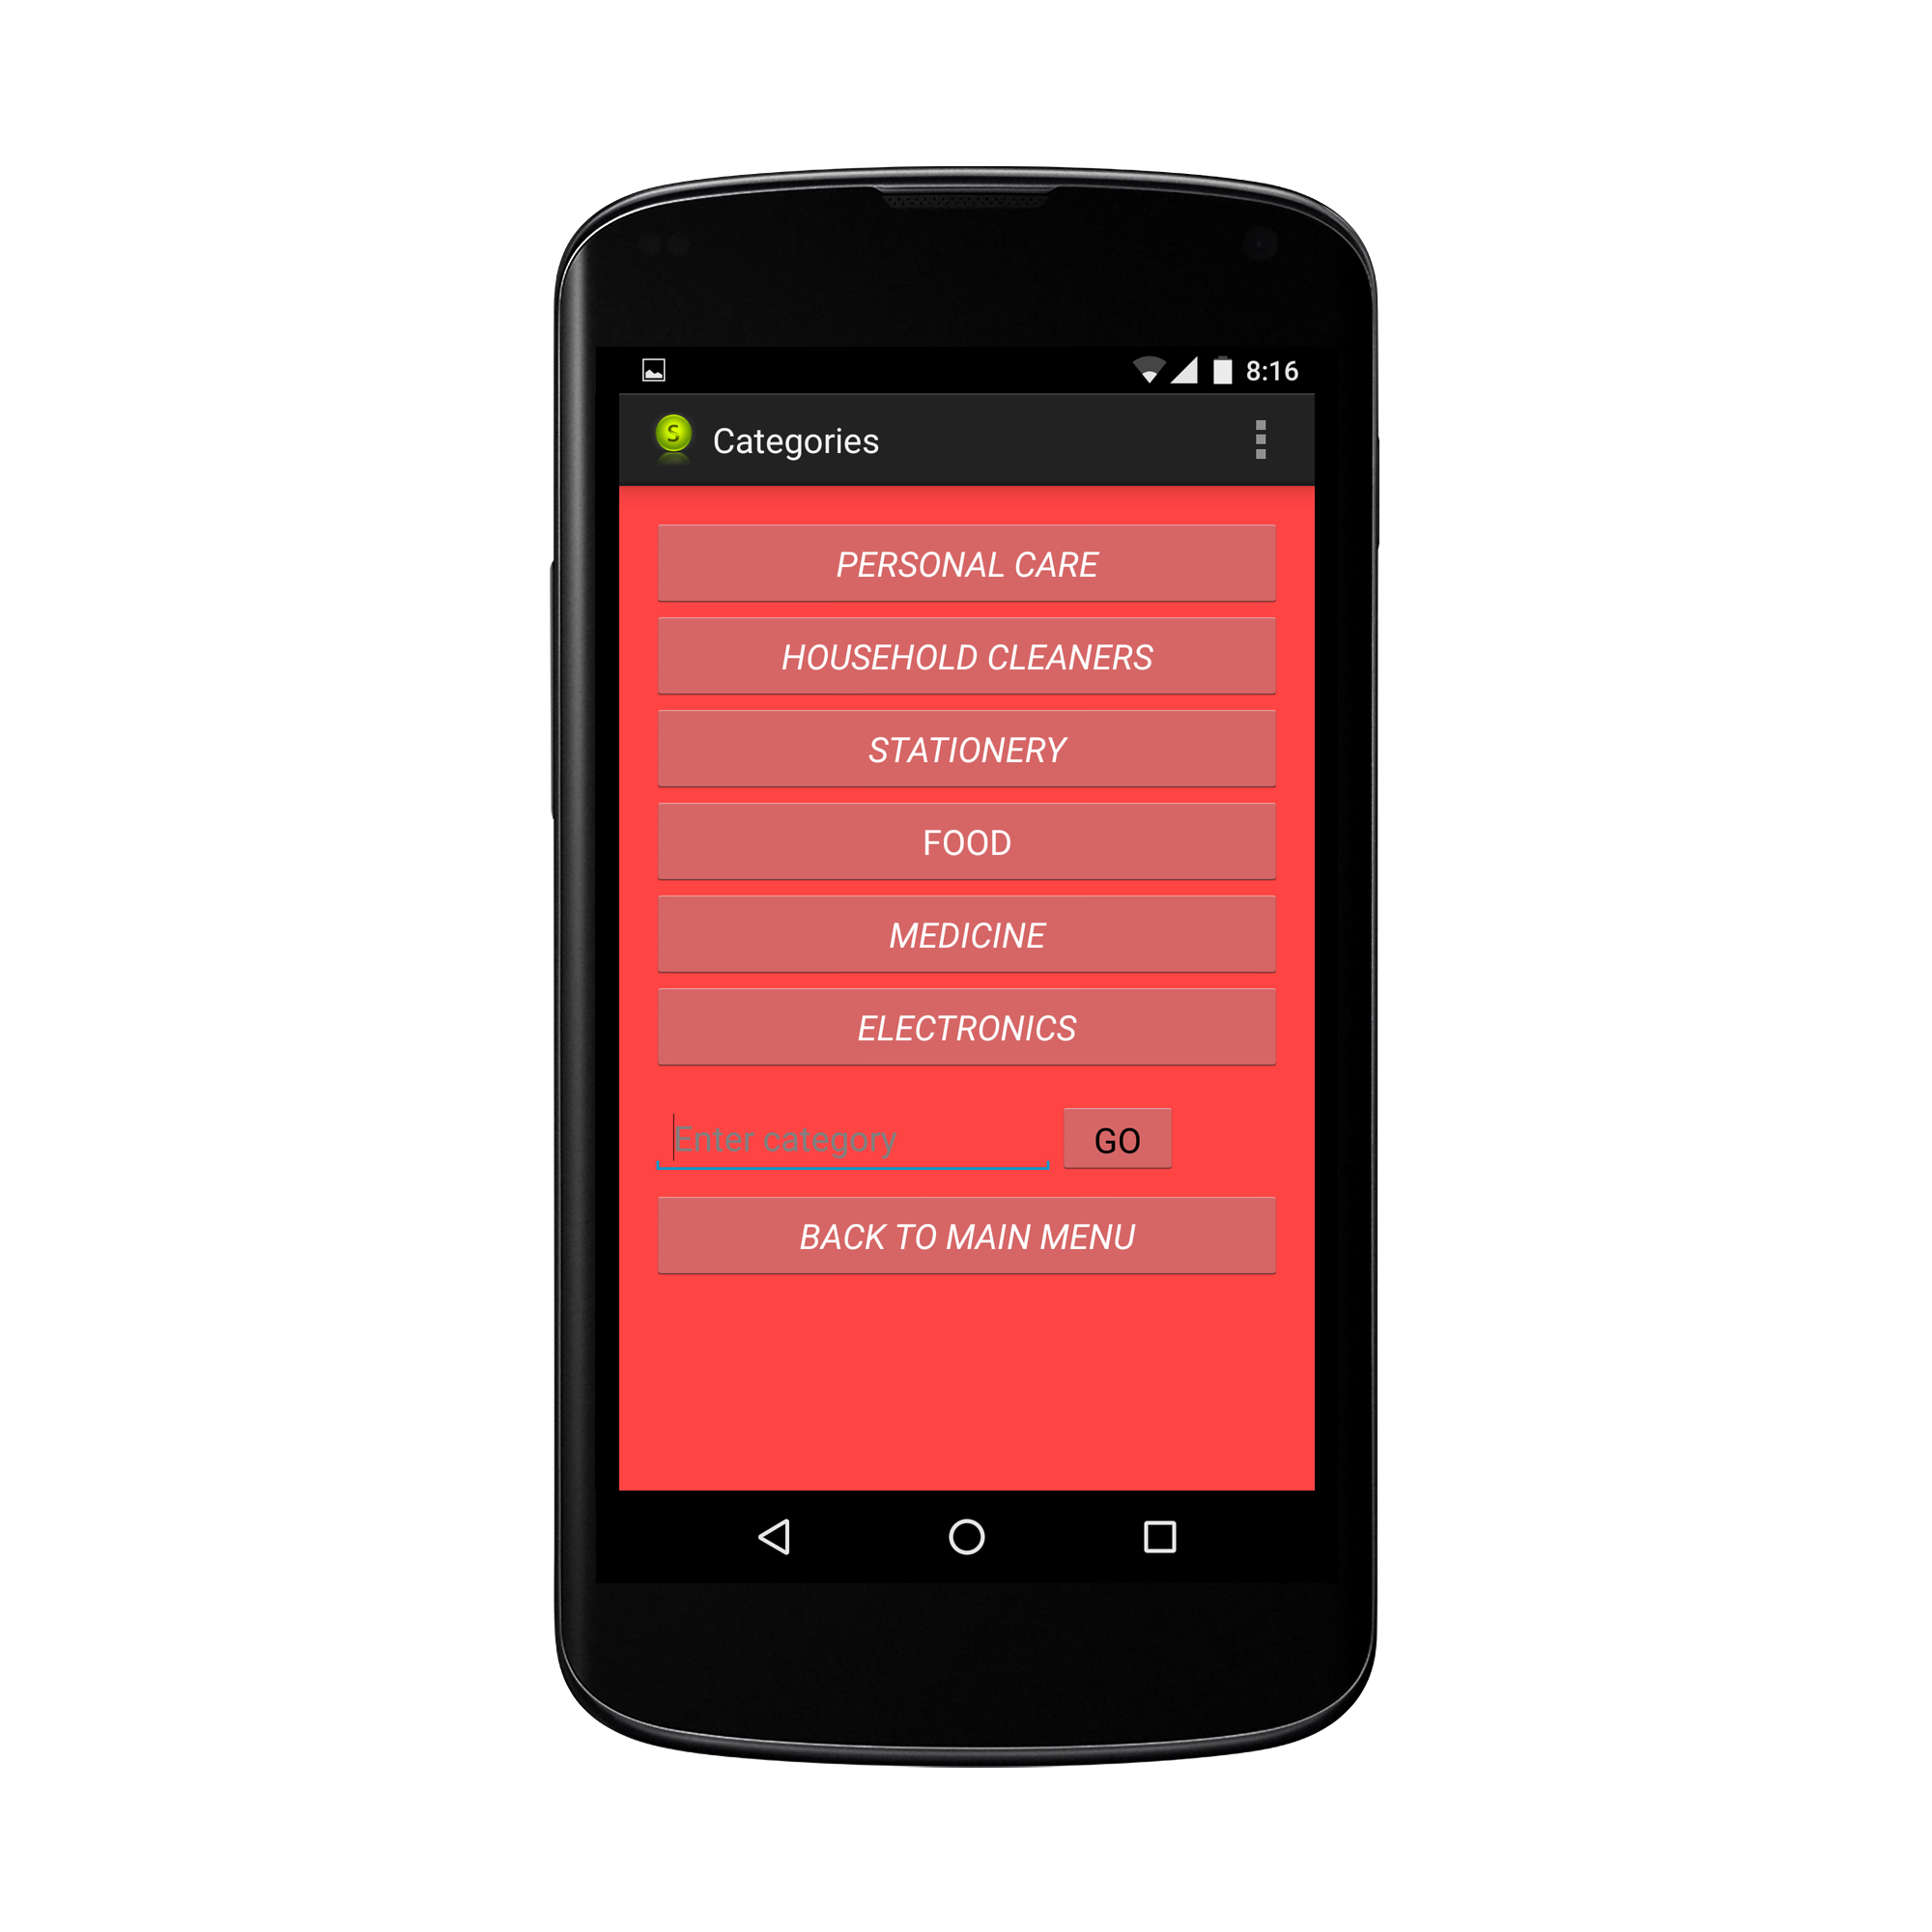 8:16
S Categories
PERSONAL CARE
HOUSEHOLD CLEANERS
STATIONERY
FOOD
MEDICINE
ELECTRONICS
Enter category GO
BACK TO MAIN MENU